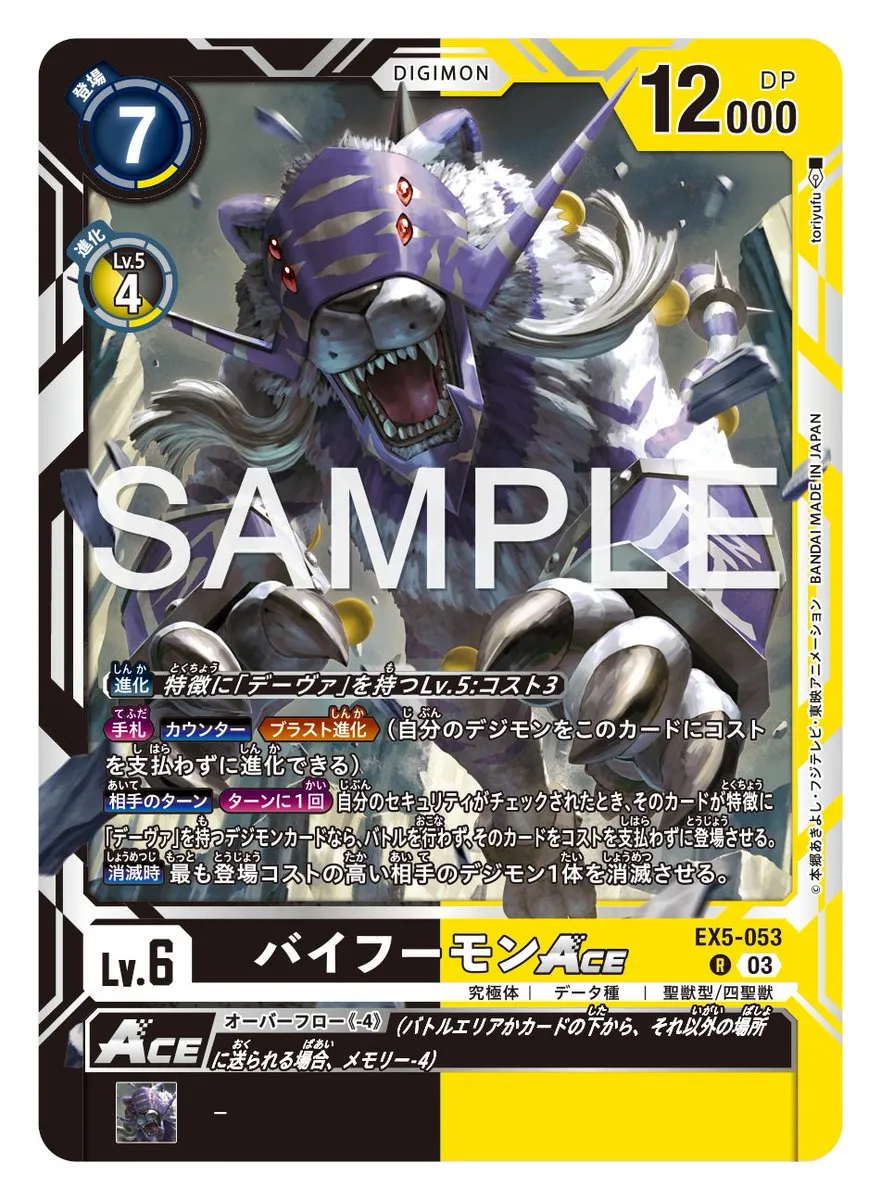 DIGIMON
登場
7
12000
DP
進化
Lv.5
4
toriyufu
SAMPLE
進化 特徴に「デーヴァ」を持つLv.5:コスト3
手札 カウンター ブラスト進化 (自分のデジモンをこのカードにコスト
を支払わずに進化できる)
相手のターン ターンに1回 自分のセキュリティがチェックされたとき、そのカードが特徴に
「デーヴァ」を持つデジモンカードなら、バトルを行わず、そのカードをコストを支払わずに登場させる。
消滅時 最も登場コストの高い相手のデジモン1体を消滅させる。
©本郷あきよし・フジテレビ・東映アニメーション BANDAI MADE IN JAPAN
Lv.6
バイフーモンACE
EX5-053
R 03
究極体 | データ種 | 聖獣型/四聖獣
ACE
オーバーフロー《-4》 (バトルエリアかカードの下から、それ以外の場所
に送られる場合、メモリー-4)
–